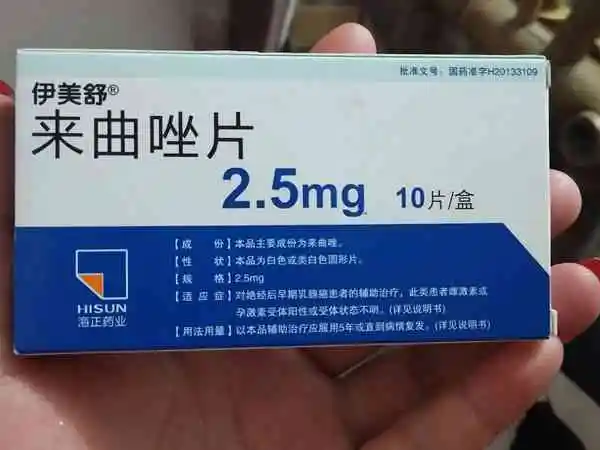 批准文号：国药准字H20133109
伊美舒®
来曲唑片
2.5mg 10片/盒
【成 份】本品主要成份为来曲唑。
【性 状】本品为白色或类白色圆形片。
【规 格】2.5mg
【适 应 症】对绝经后早期乳腺癌患者的辅助治疗，此类患者雌激素或
孕激素受体阳性或受体状态不明。(详见说明书)
【用法用量】以本品辅助治疗应服用5年或直到病情复发。(详见说明书)
HISUN
海正药业